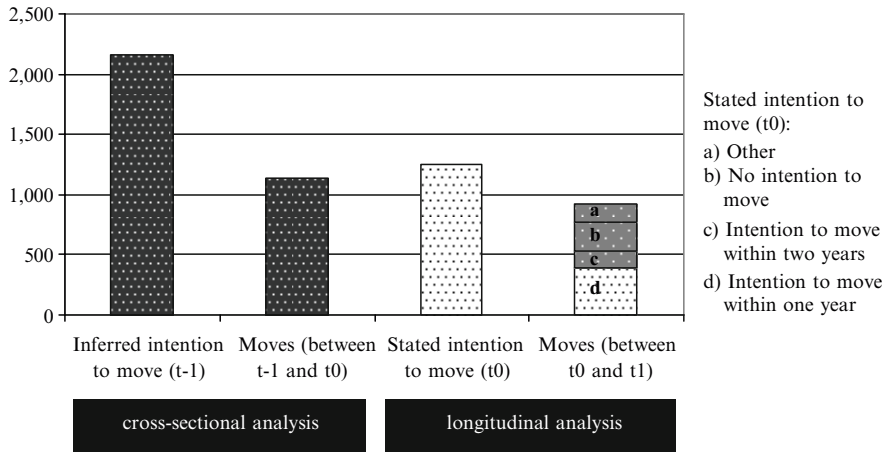 2,500
2,000
1,500
1,000
500
0
a
b
c
d
Inferred intention
to move (t-1)
Moves (between
t-1 and t0)
Stated intention
to move (t0)
Moves (between
t0 and t1)
cross-sectional analysis
longitudinal analysis
Stated intention to
move (t0):
a) Other
b) No intention to
move
c) Intention to move
within two years
d) Intention to move
within one year